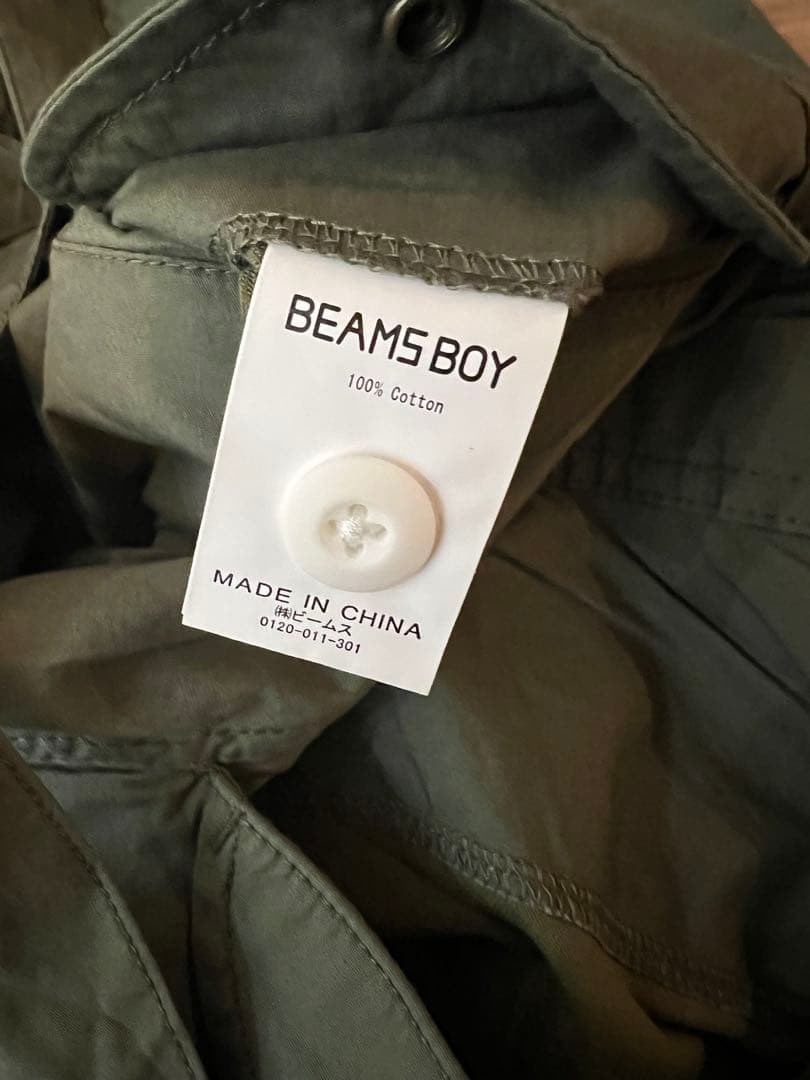 BEAMS BOY
100% Cotton
MADE IN CHINA
㈱ビームス
0120-011-301